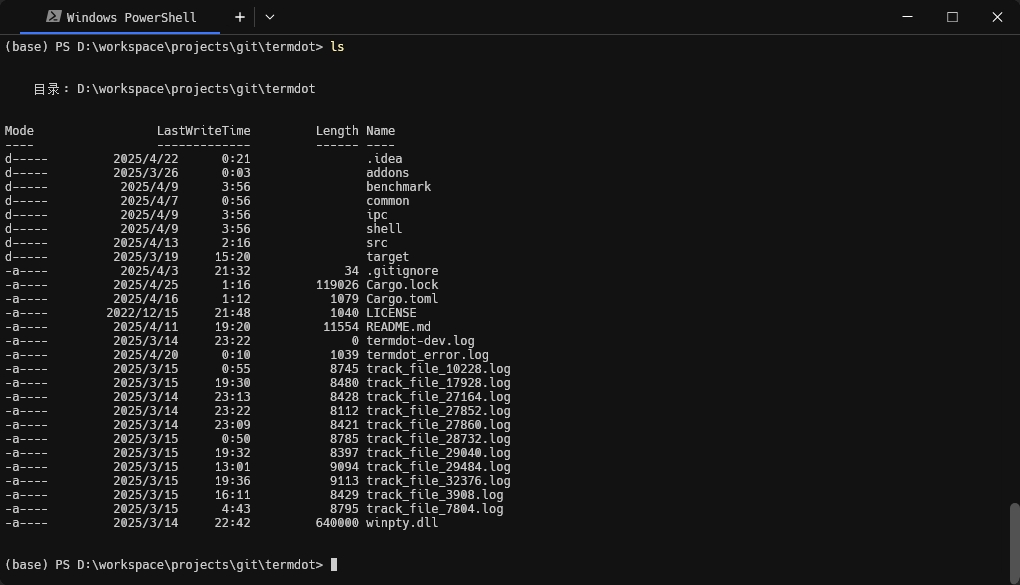 Windows PowerShell
(base) PS D:\workspace\projects\git\termdot> ls
目录: D:\workspace\projects\git\termdot
Mode                 LastWriteTime         Length Name
----                 -------------         ------ ----
d-----         2025/4/22      0:21                .idea
d-----         2025/3/26      0:03                addons
d-----          2025/4/9      3:56                benchmark
d-----          2025/4/7      0:56                common
d-----          2025/4/9      3:56                ipc
d-----          2025/4/9      3:56                shell
d-----         2025/4/13      2:16                src
d-----         2025/3/19     15:20                target
-a----          2025/4/3     21:32             34 .gitignore
-a----         2025/4/25      1:16         119026 Cargo.lock
-a----         2025/4/16      1:12           1079 Cargo.toml
-a----        2022/12/15     21:48           1040 LICENSE
-a----         2025/4/11     19:20          11554 README.md
-a----         2025/3/14     23:22              0 termdot-dev.log
-a----         2025/4/20      0:10           1039 termdot_error.log
-a----         2025/3/15      0:55           8745 track_file_10228.log
-a----         2025/3/15     19:30           8480 track_file_17928.log
-a----         2025/3/14     23:13           8428 track_file_27164.log
-a----         2025/3/14     23:22           8112 track_file_27852.log
-a----         2025/3/14     23:09           8421 track_file_27860.log
-a----         2025/3/15      0:50           8785 track_file_28732.log
-a----         2025/3/15     19:32           8397 track_file_29040.log
-a----         2025/3/15     13:01           9094 track_file_29484.log
-a----         2025/3/15     19:36           9113 track_file_32376.log
-a----         2025/3/15     16:11           8429 track_file_3908.log
-a----         2025/3/15      4:43           8795 track_file_7804.log
-a----         2025/3/14     22:42         640000 winpty.dll
(base) PS D:\workspace\projects\git\termdot>